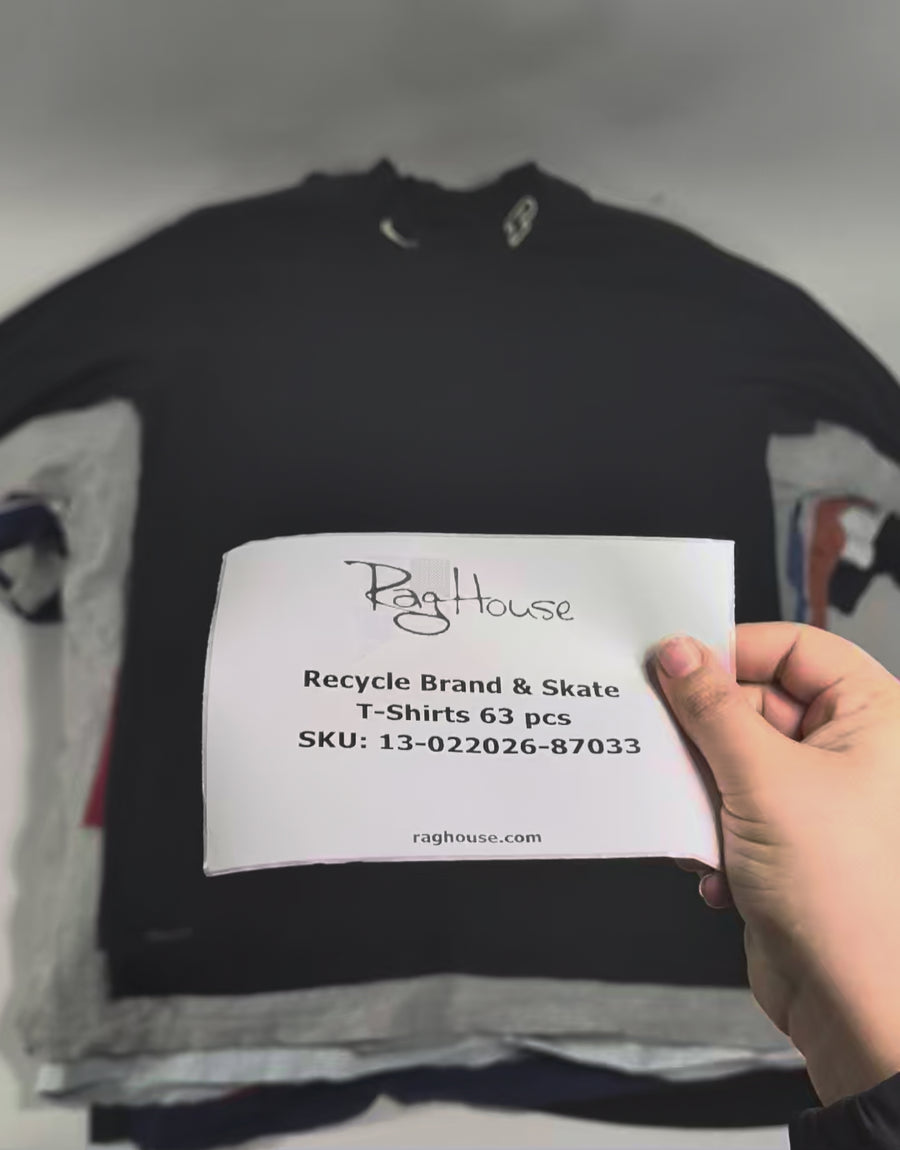 RagHouse
Recycle Brand & Skate
T-Shirts 63 pcs
SKU: 13-022026-87033
raghouse.com